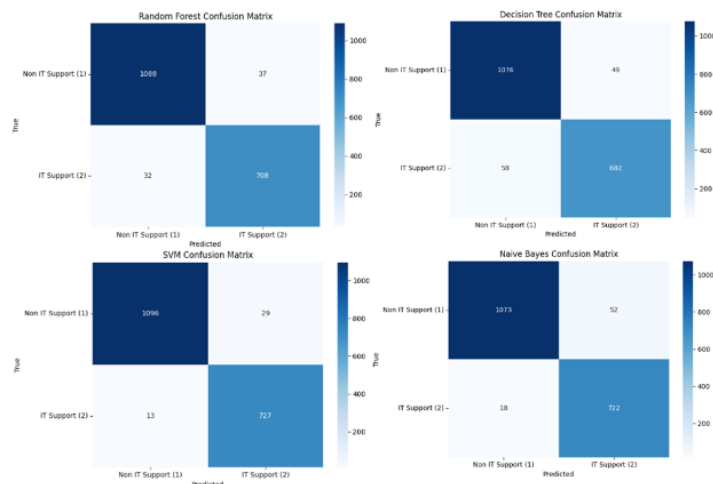 Random Forest Confusion Matrix
Non IT Support (1)
1088
37
True
IT Support (2)
32
708
Non IT Support (1)
IT Support (2)
Predicted
1000
800
600
400
200
Decision Tree Confusion Matrix
Non IT Support (1)
1076
49
True
IT Support (2)
58
682
Non IT Support (1)
IT Support (2)
Predicted
1000
800
600
400
200
SVM Confusion Matrix
Non IT Support (1)
1096
29
True
IT Support (2)
13
727
Non IT Support (1)
IT Support (2)
Predicted
1000
800
600
400
200
Naive Bayes Confusion Matrix
Non IT Support (1)
1073
52
True
IT Support (2)
18
722
Non IT Support (1)
IT Support (2)
Predicted
1000
800
600
400
200